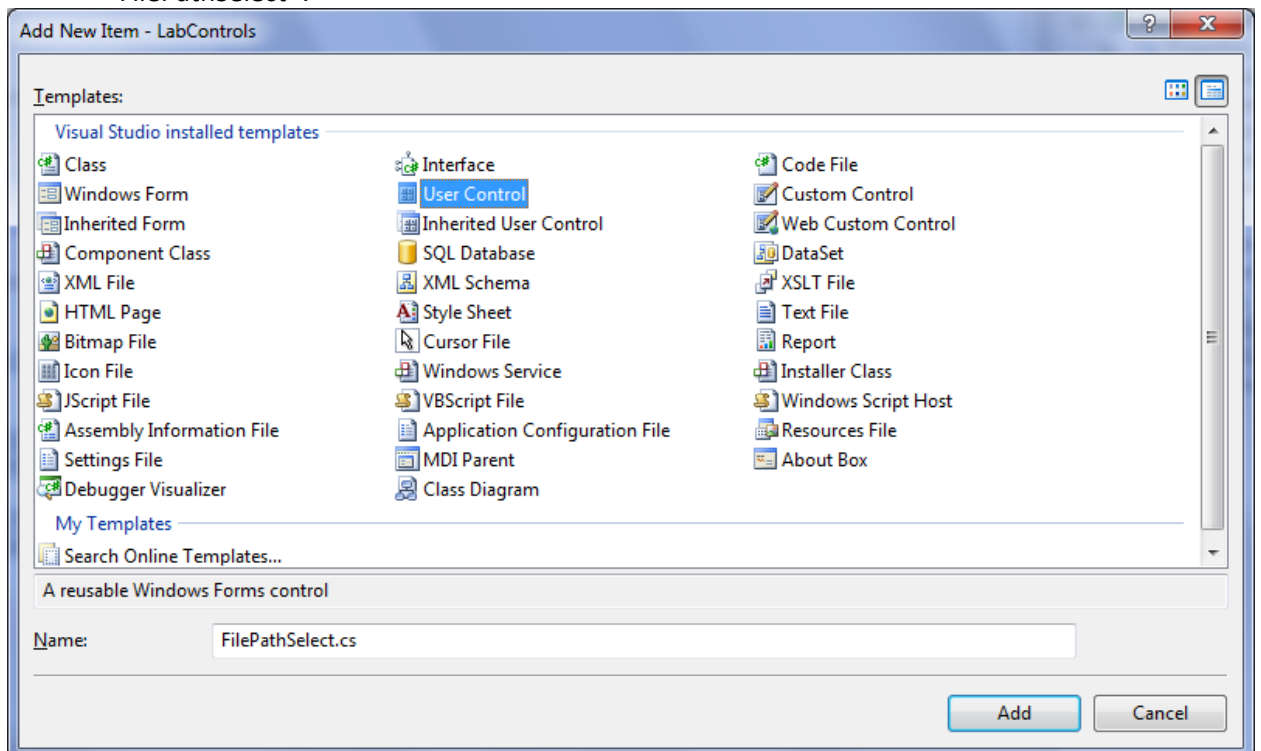 Add New Item - LabControls
Templates:
Visual Studio installed templates
Class Interface Code File
Windows Form User Control Custom Control
Inherited Form Inherited User Control Web Custom Control
Component Class SQL Database DataSet
XML File XML Schema XSLT File
HTML Page Style Sheet Text File
Bitmap File Cursor File Report
Icon File Windows Service Installer Class
JScript File VBScript File Windows Script Host
Assembly Information File Application Configuration File Resources File
Settings File MDI Parent About Box
Debugger Visualizer Class Diagram
My Templates
Search Online Templates...
A reusable Windows Forms control
Name: FilePathSelect.cs
Add Cancel